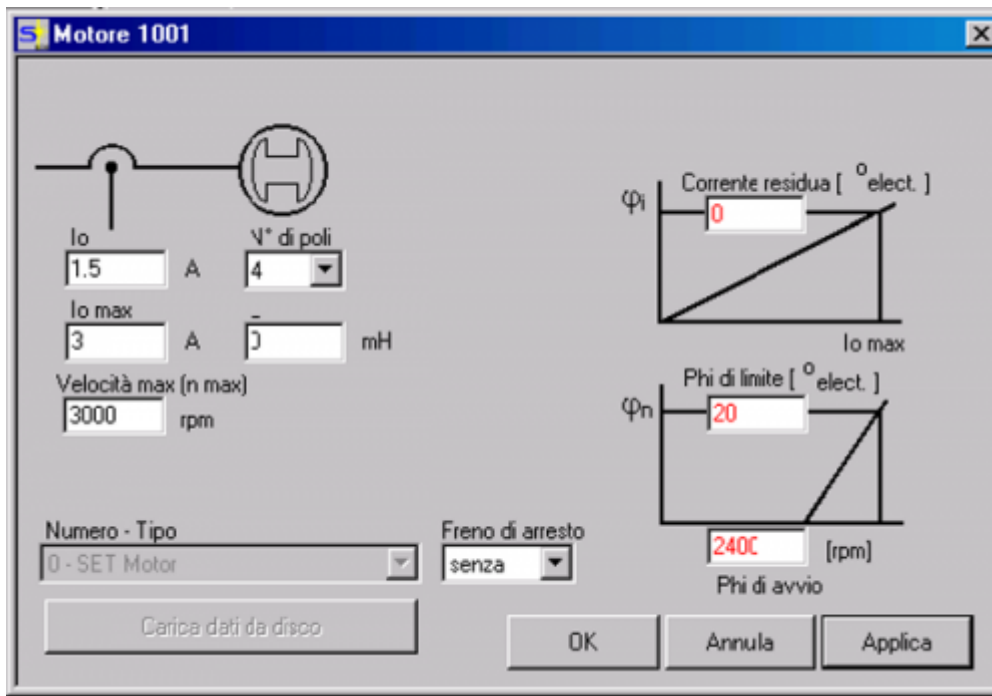 Motore 1001
Io
1.5 A
N° di poli
4
Io max
3 A
mH
Velocità max (n max)
3000 rpm
Corrente residua [ °elect. ]
φi
0
Io max
Phi di limite [ °elect. ]
φn
20
2400 [rpm]
Phi di avvio
Numero - Tipo
0 - SET Motor
Freno di arresto
senza
Carica dati da disco
OK
Annulla
Applica